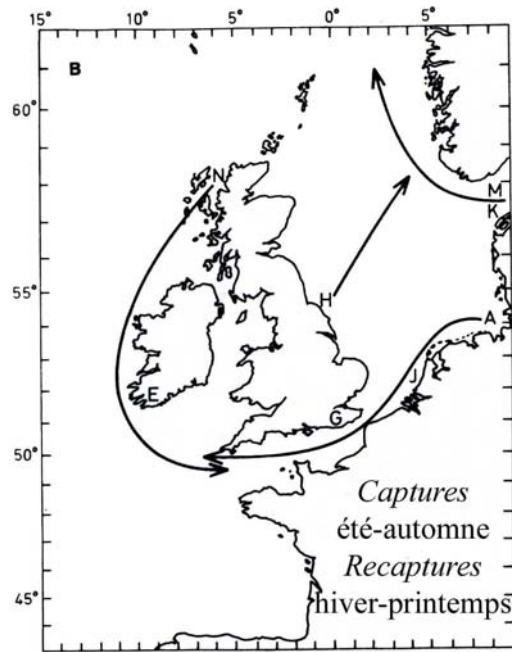 15° 10° 5° 0° 5°
B
60°
N
M
K
55°
H
A
E
J
G
50°
Captures
été-automne
Recaptures
hiver-printemps
45°